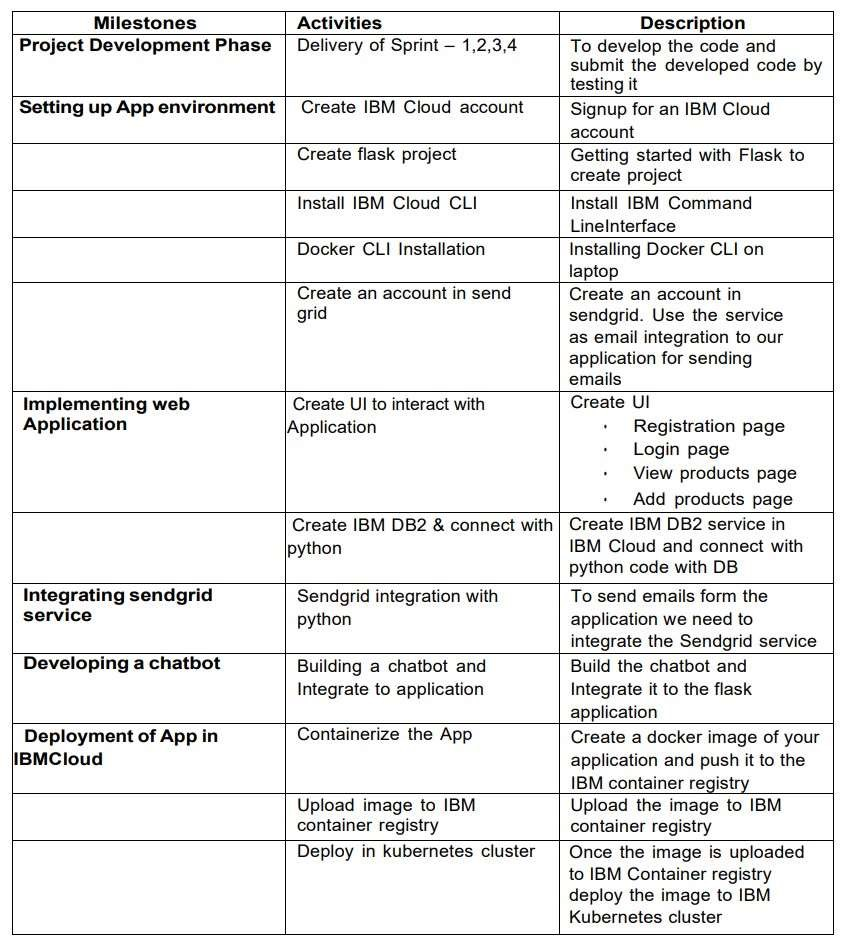 Milestones Activities Description
Project Development Phase Delivery of Sprint – 1,2,3,4 To develop the code and
submit the developed code by
testing it
Setting up App environment Create IBM Cloud account Signup for an IBM Cloud
account
Create flask project Getting started with Flask to
create project
Install IBM Cloud CLI Install IBM Command
LineInterface
Docker CLI Installation Installing Docker CLI on
laptop
Create an account in send
grid
Create an account in
sendgrid. Use the service
as email integration to our
application for sending
emails
Implementing web
Application
Create UI to interact with
Application
Create UI
· Registration page
· Login page
· View products page
· Add products page
Create IBM DB2 & connect with
python
Create IBM DB2 service in
IBM Cloud and connect with
python code with DB
Integrating sendgrid
service
Sendgrid integration with
python
To send emails form the
application we need to
integrate the Sendgrid service
Developing a chatbot
Building a chatbot and
Integrate to application
Build the chatbot and
Integrate it to the flask
application
Deployment of App in
IBMCloud
Containerize the App
Create a docker image of your
application and push it to the
IBM container registry
Upload image to IBM
container registry
Upload the image to IBM
container registry
Deploy in kubernetes cluster
Once the image is uploaded
to IBM Container registry
deploy the image to IBM
Kubernetes cluster